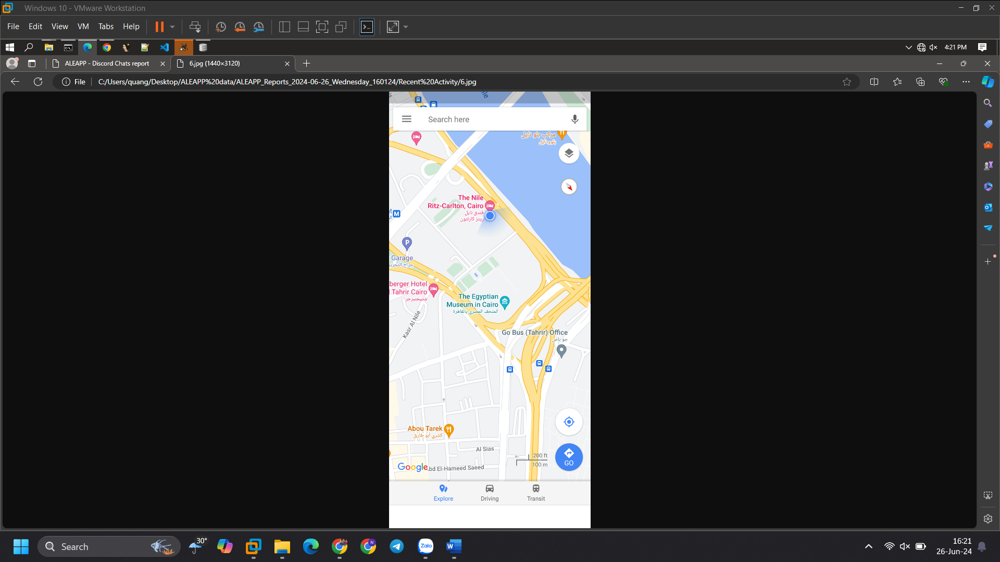 Windows 10 - VMware Workstation
File Edit View VM Tabs Help
4:21 PM
ALEAPP - Discord Chats report
6.jpg (1440×3120)
File
C:/Users/quang/Desktop/ALEAPP%20data/ALEAPP_Reports_2024-06-26_Wednesday_160124/Recent%20Activity/6.jpg
Search here
مركب بلو نايل
بلوو نايل
The Nile
Ritz-Carlton, Cairo
فندق نايل
ريتز كارلتون
M
P
Garage
جراج التحرير
berger Hotel
Tahrir Cairo
شتيجنبرجر
The Egyptian
Museum in Cairo
المتحف المصري بالقاهرة
Kasr Al Nile
Go Bus (Tahrir) Office
جو باص
Abou Tarek
كشري أبو طارق
Al Sias
200 ft
100 m
GO
Google
bd El-Hameed Saeed
Explore
Driving
Transit
Search
30°
Zalo
16:21
26-Jun-24